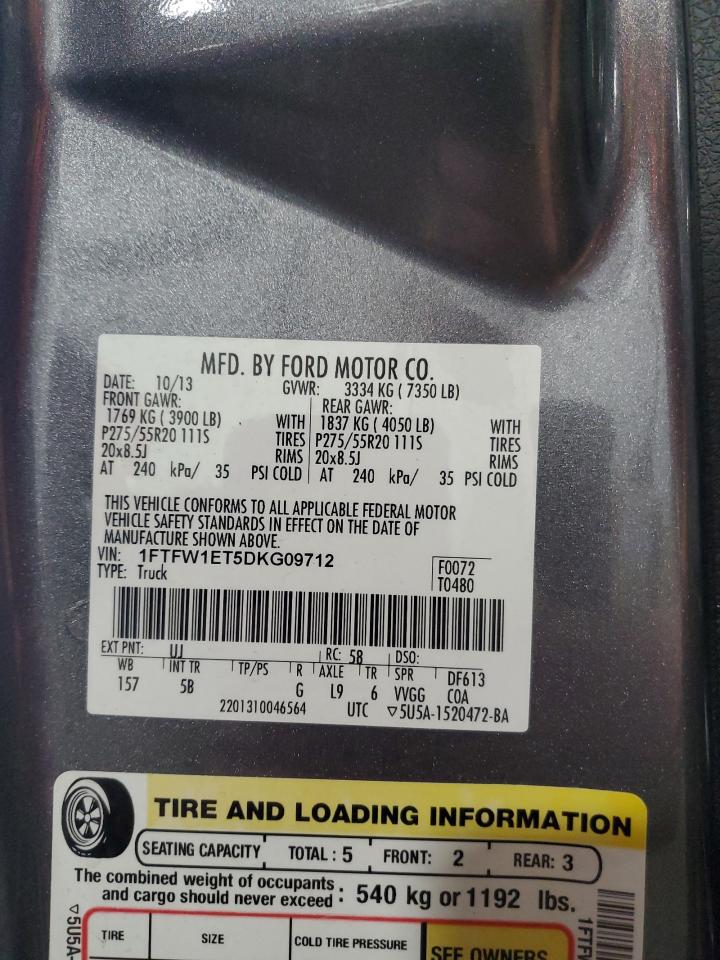 MFD. BY FORD MOTOR CO.
DATE: 10/13 GVWR: 3334 KG ( 7350 LB)
FRONT GAWR: REAR GAWR:
1769 KG ( 3900 LB) WITH 1837 KG ( 4050 LB) WITH
P275/55R20 111S TIRES P275/55R20 111S TIRES
20x8.5J RIMS 20x8.5J RIMS
AT 240 kPa/ 35 PSI COLD AT 240 kPa/ 35 PSI COLD
THIS VEHICLE CONFORMS TO ALL APPLICABLE FEDERAL MOTOR
VEHICLE SAFETY STANDARDS IN EFFECT ON THE DATE OF
MANUFACTURE SHOWN ABOVE.
VIN: 1FTFW1ET5DKG09712
TYPE: Truck
F0072
T0480
EXT PNT: UJ RC: 58 DSO:
WB INT TR TP/PS R AXLE TR SPR DF613
157 5B G L9 6 VVGG COA
2201310046564 UTC ▽5U5A-1520472-BA
TIRE AND LOADING INFORMATION
SEATING CAPACITY TOTAL : 5 FRONT: 2 REAR: 3
The combined weight of occupants
and cargo should never exceed : 540 kg or 1192 lbs.
TIRE SIZE COLD TIRE PRESSURE SEE OWNERS
▽5U5A-
1FTF